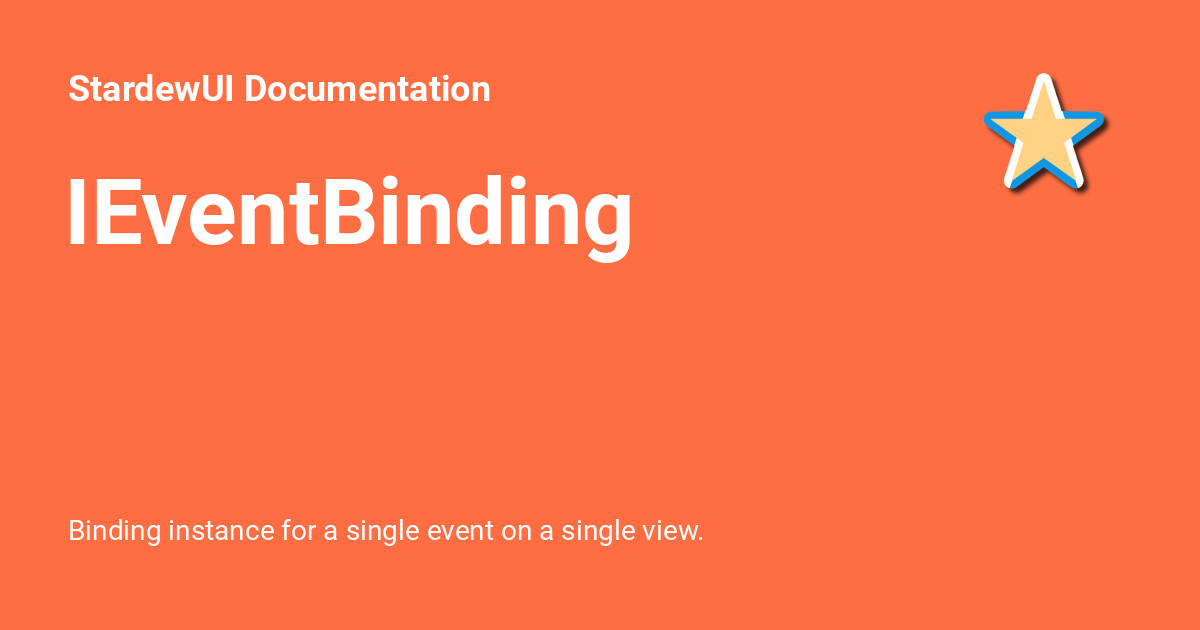 StardewUI Documentation
IEventBinding
Binding instance for a single event on a single view.